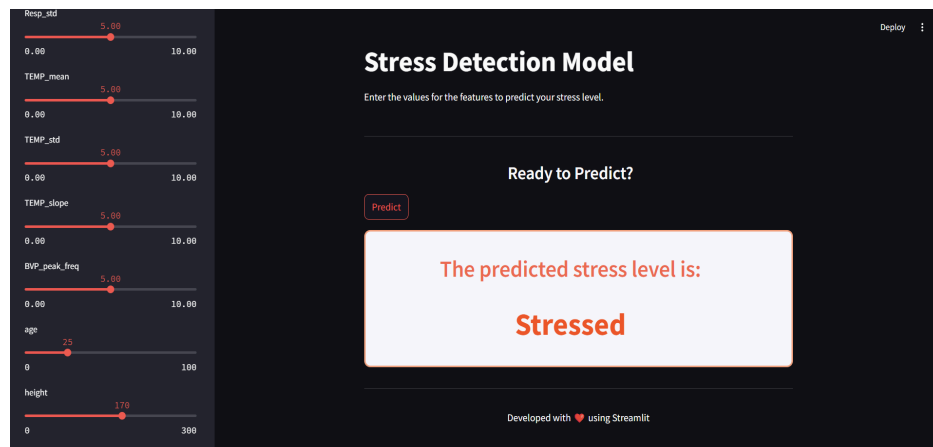 Resp_std
5.00
0.00 10.00
TEMP_mean
5.00
0.00 10.00
TEMP_std
5.00
0.00 10.00
TEMP_slope
5.00
0.00 10.00
BVP_peak_freq
5.00
0.00 10.00
age
25
0 100
height
170
0 300
Deploy
Stress Detection Model
Enter the values for the features to predict your stress level.
Ready to Predict?
Predict
The predicted stress level is:
Stressed
Developed with ❤️ using Streamlit